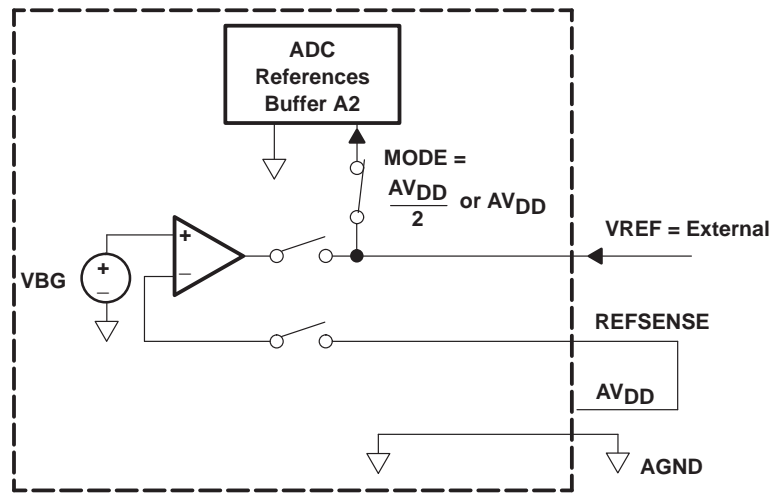 ADC
References
Buffer A2
MODE =
AVDD
2
or AVDD
VREF = External
+
−
VBG
+
−
REFSENSE
AVDD
AGND